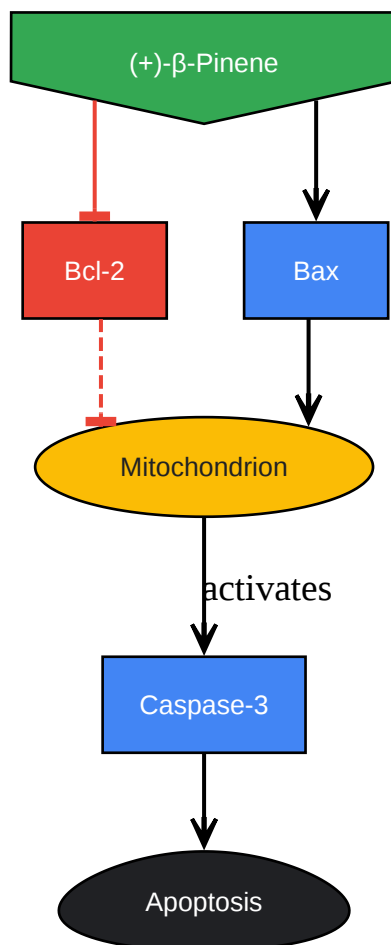 (+)-β-Pinene
Bcl-2
Bax
Mitochondrion
activates
Caspase-3
Apoptosis